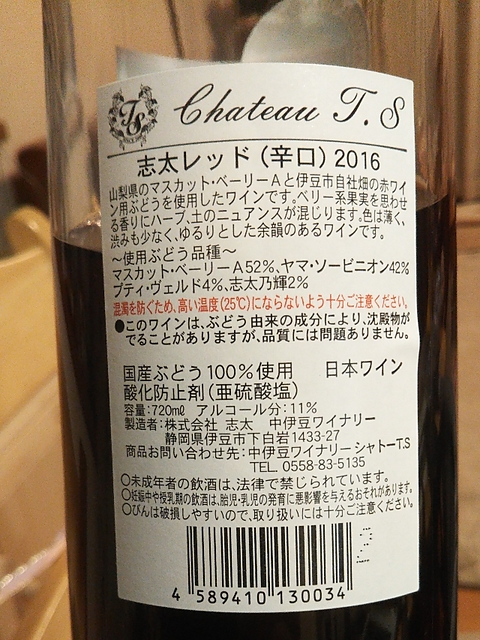 TS
Chateau T.S
志太レッド（辛口）2016
山梨県のマスカット・ベーリーAと伊豆市自社畑の赤ワイ
ン用ぶどうを使用したワインです。ベリー系果実を思わせ
る香りにハーブ、土のニュアンスが混じります。色は薄く、
渋みも少なく、ゆるりとした余韻のあるワインです。
～使用ぶどう品種～
マスカット・ベーリーA52%、ヤマ・ソービニオン42%
プティ・ヴェルド4%、志太乃輝2%
混濁を防ぐため、高い温度(25℃)にならないよう十分ご注意ください。
●このワインは、ぶどう由来の成分により、沈殿物が
でることがありますが、品質には問題ありません。
国産ぶどう100%使用 日本ワイン
酸化防止剤（亜硫酸塩）
容量:720㎖ アルコール分:11%
製造者:株式会社 志太 中伊豆ワイナリー
静岡県伊豆市下白岩1433-27
商品お問い合わせ先:中伊豆ワイナリーシャトーT.S
TEL. 0558-83-5135
○未成年者の飲酒は、法律で禁じられています。
○妊娠中や授乳期の飲酒は、胎児・乳児の発育に悪影響を与えるおそれがあります。
○びんは破損しやすいので、取り扱いには十分ご注意ください。
4 589410 130034